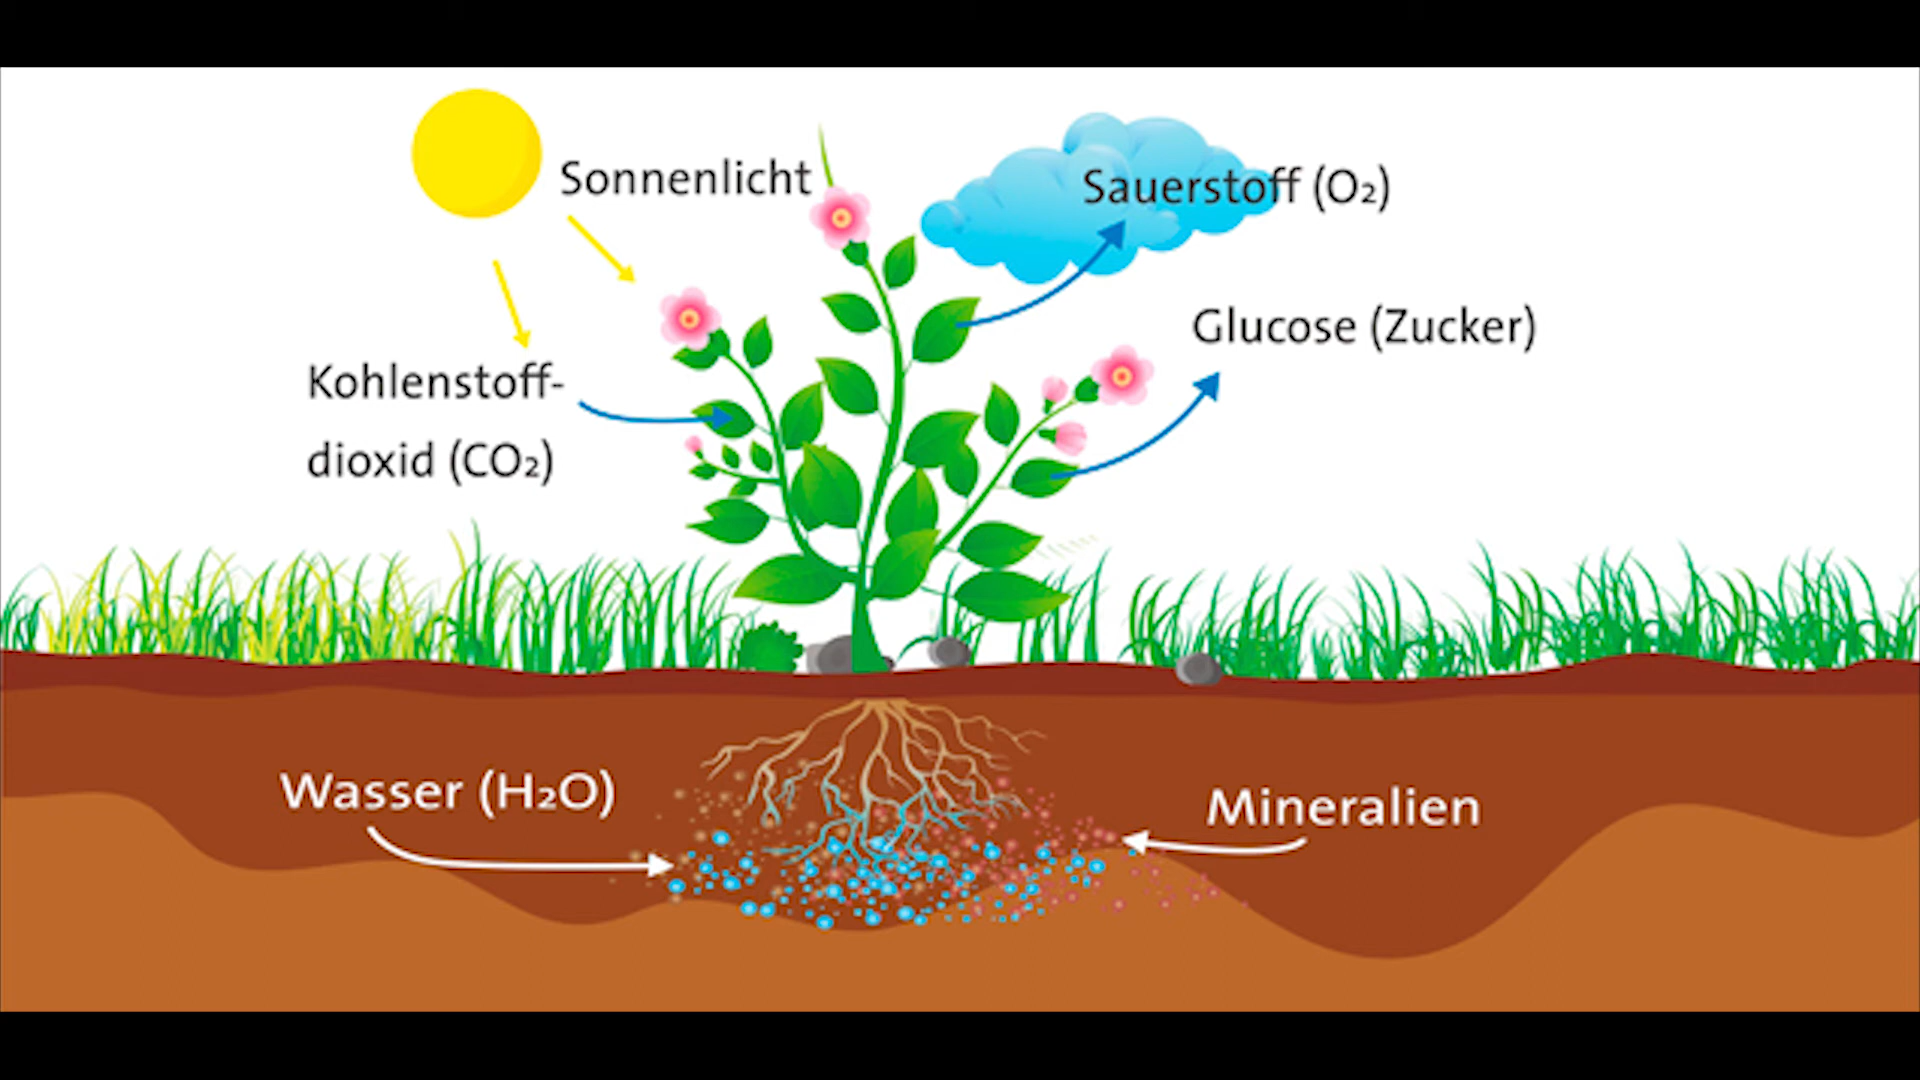 Sonnenlicht
Sauerstoff (O₂)
Glucose (Zucker)
Kohlenstoff-
dioxid (CO₂)
Wasser (H₂O)
Mineralien